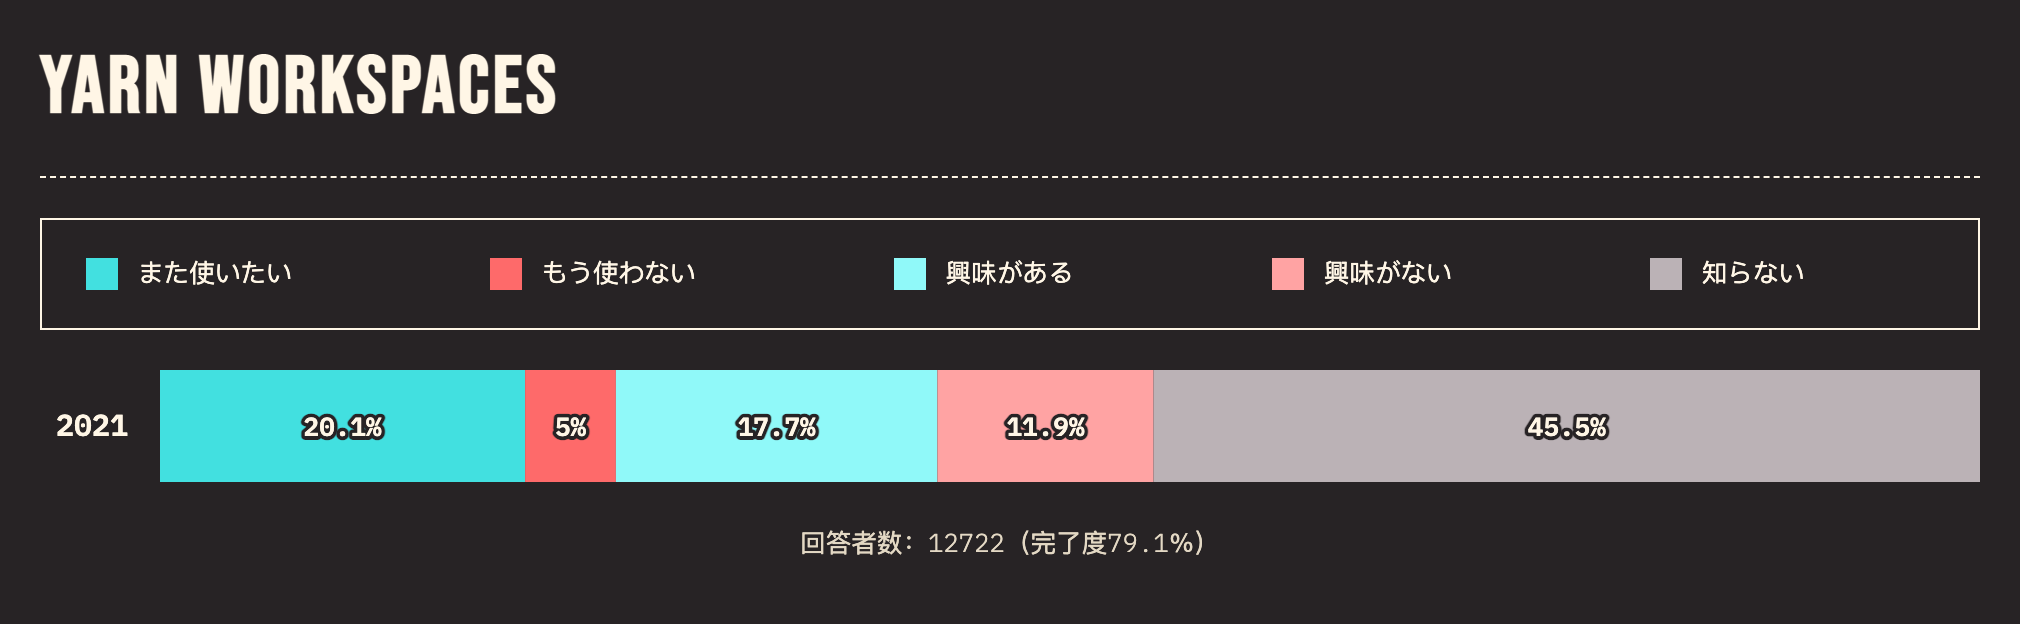 YARN WORKSPACES
また使いたい もう使わない 興味がある 興味がない 知らない
2021 20.1% 5% 17.7% 11.9% 45.5%
回答者数: 12722 (完了度79.1%)